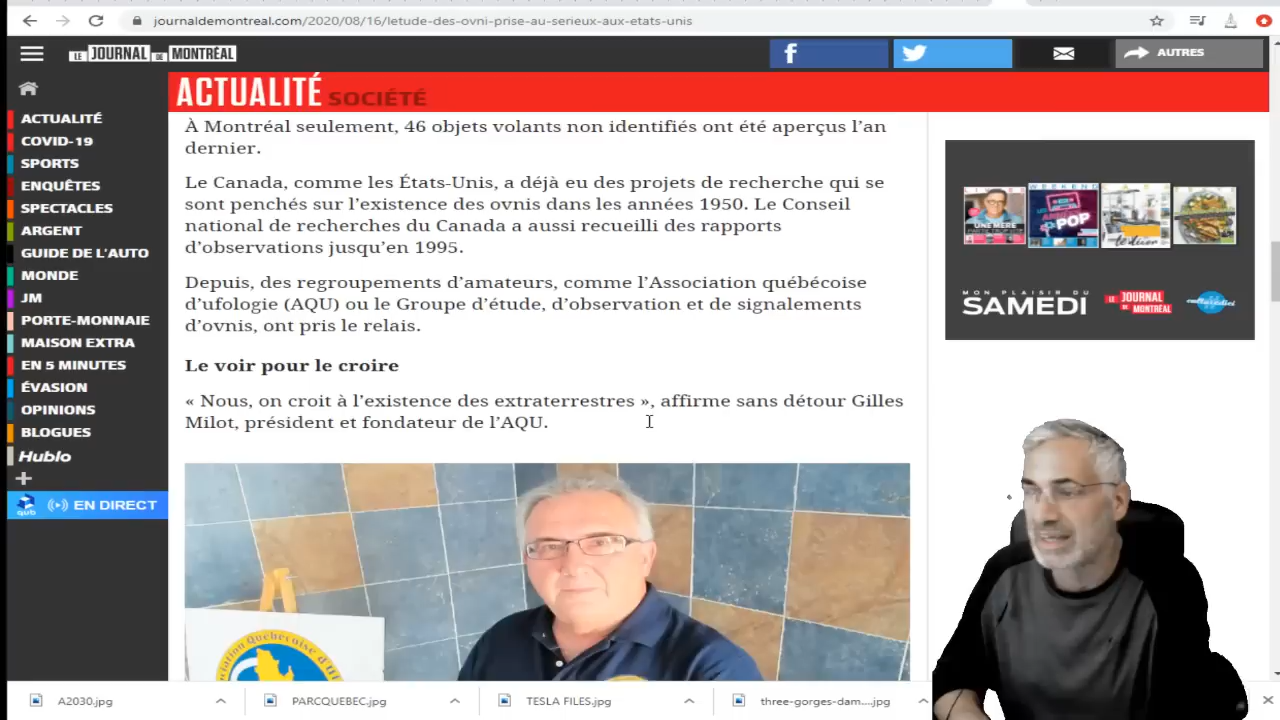 journaldemontreal.com/2020/08/16/letude-des-ovni-prise-au-serieux-aux-etats-unis
LE JOURNAL DE MONTRÉAL
f
AUTRES
ACTUALITÉ SOCIÉTÉ
ACTUALITÉ
COVID-19
SPORTS
ENQUÊTES
SPECTACLES
ARGENT
GUIDE DE L'AUTO
MONDE
JM
PORTE-MONNAIE
MAISON EXTRA
EN 5 MINUTES
ÉVASION
OPINIONS
BLOGUES
Hublo
qub EN DIRECT
À Montréal seulement, 46 objets volants non identifiés ont été aperçus l’an
dernier.
Le Canada, comme les États-Unis, a déjà eu des projets de recherche qui se
sont penchés sur l’existence des ovnis dans les années 1950. Le Conseil
national de recherches du Canada a aussi recueilli des rapports
d’observations jusqu’en 1995.
Depuis, des regroupements d’amateurs, comme l’Association québécoise
d’ufologie (AQU) ou le Groupe d’étude, d’observation et de signalements
d’ovnis, ont pris le relais.
Le voir pour le croire
« Nous, on croit à l’existence des extraterrestres », affirme sans détour Gilles
Milot, président et fondateur de l’AQU.
WEEKEND
UNE MÈRE
POP
MON PLAISIR DU
SAMEDI
LE JOURNAL DE MONTRÉAL
A2030.jpg
PARCQUEBEC.jpg
TESLA FILES.jpg
three-gorges-dam....jpg